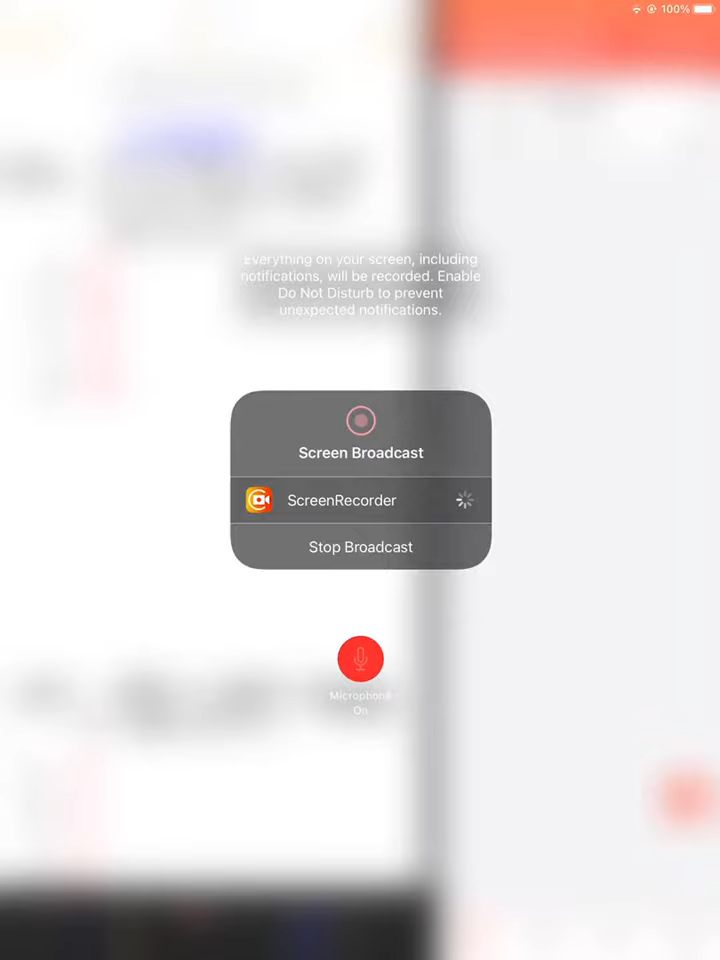 100%
Everything on your screen, including
notifications, will be recorded. Enable
Do Not Disturb to prevent
unexpected notifications.
Screen Broadcast
ScreenRecorder
Stop Broadcast
Microphone
On